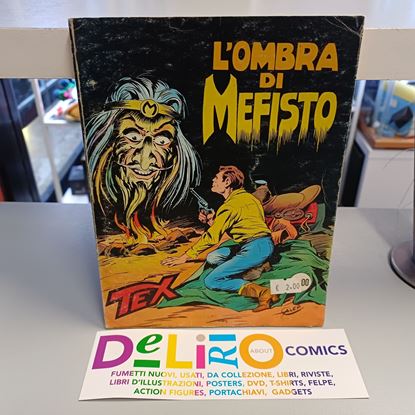 L'OMBRA
DI
MEFISTO
M
TEX
€ 2.00
GALEP
DeLiRiO ABOUT COMICS
FUMETTI NUOVI, USATI, DA COLLEZIONE, LIBRI, RIVISTE,
LIBRI D'ILLUSTRAZIONI, POSTERS, DVD, T-SHIRTS, FELPE,
ACTION FIGURES, PORTACHIAVI, GADGETS